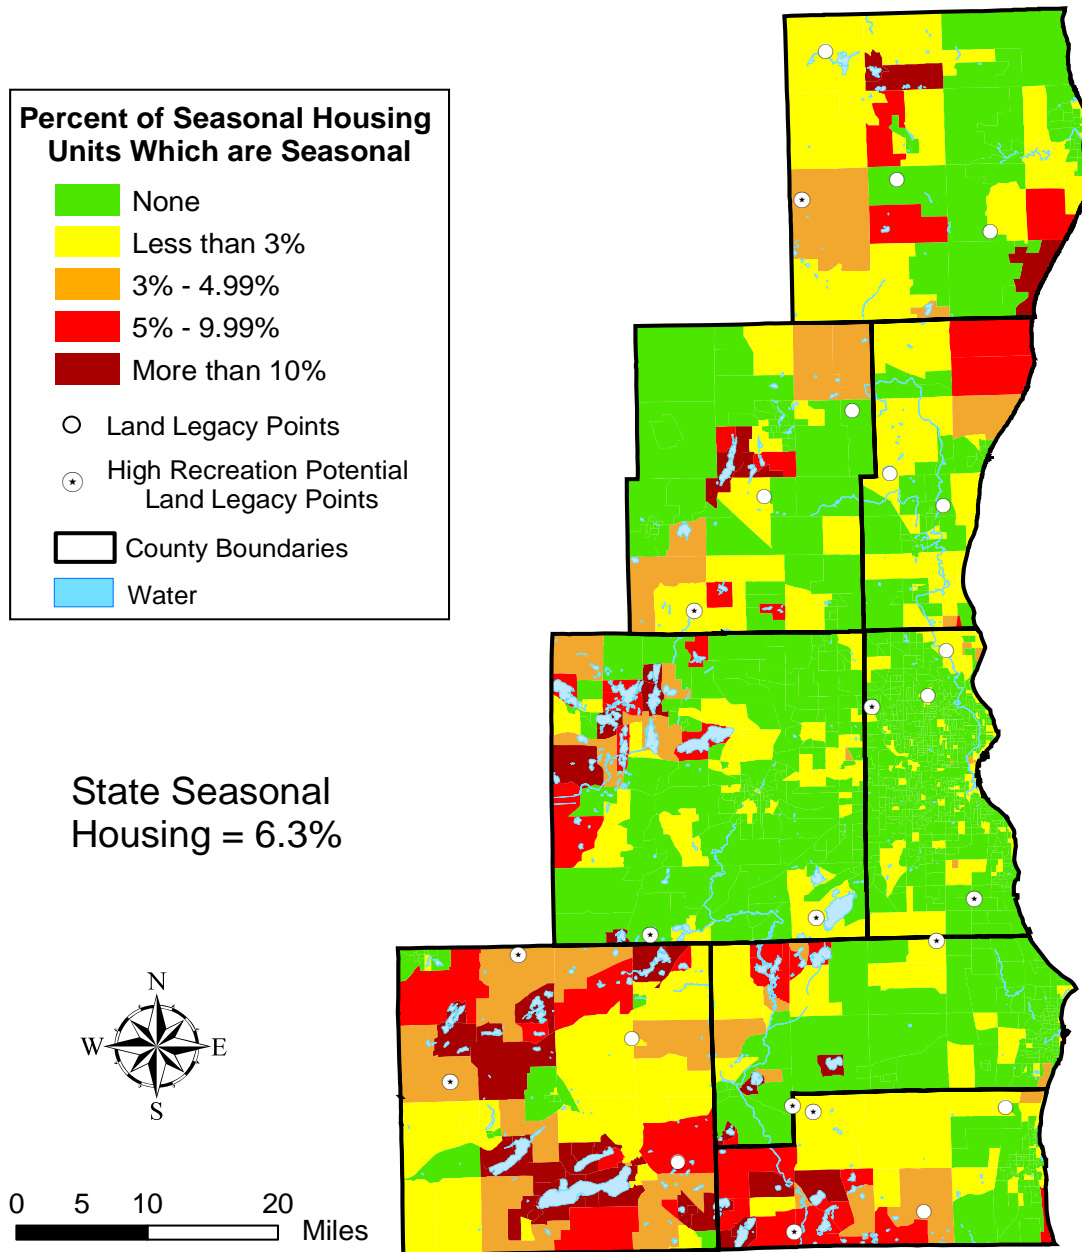 Percent of Seasonal Housing
Units Which are Seasonal
None
Less than 3%
3% - 4.99%
5% - 9.99%
More than 10%
Land Legacy Points
High Recreation Potential
Land Legacy Points
County Boundaries
Water
State Seasonal
Housing = 6.3%
N
W E
S
0 5 10 20
Miles